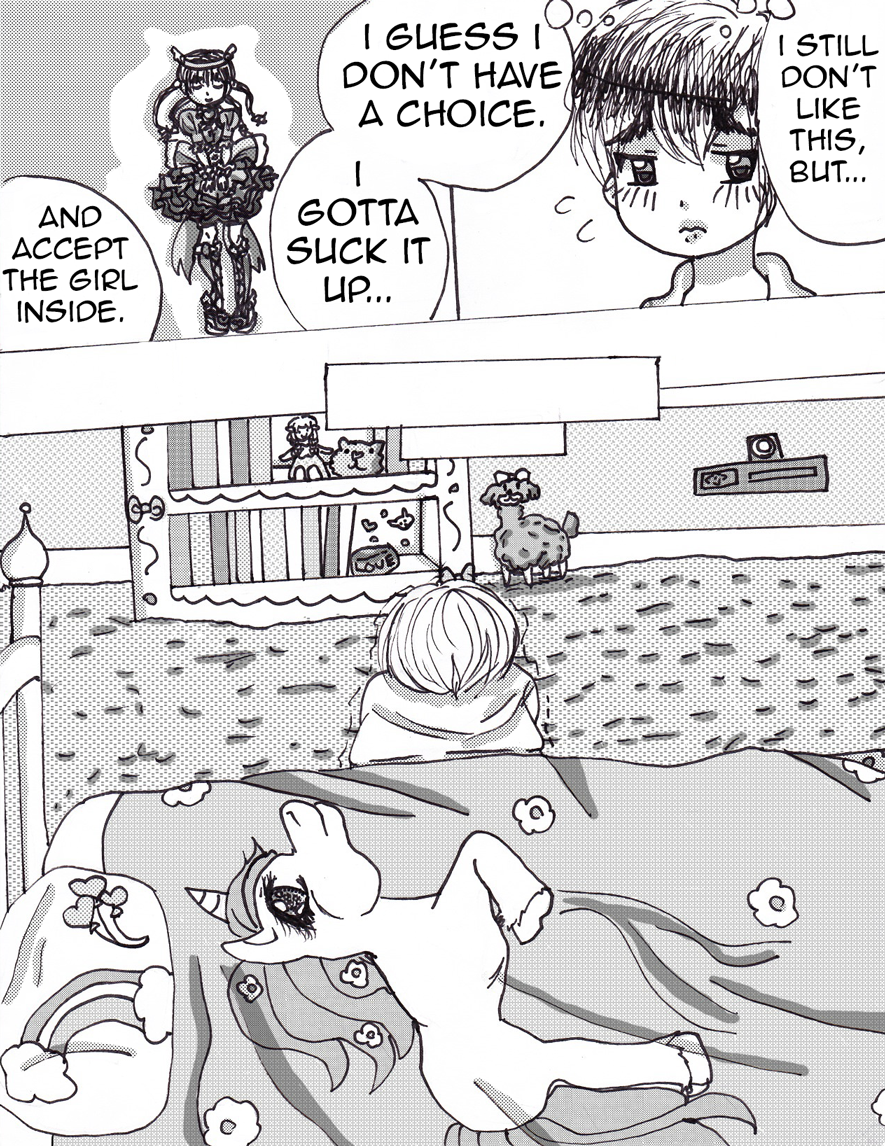 I STILL
DON'T
LIKE
THIS,
BUT...
I GUESS I
DON'T HAVE
A CHOICE.
I
GOTTA
SUCK IT
UP...
AND
ACCEPT
THE GIRL
INSIDE.
LOVE